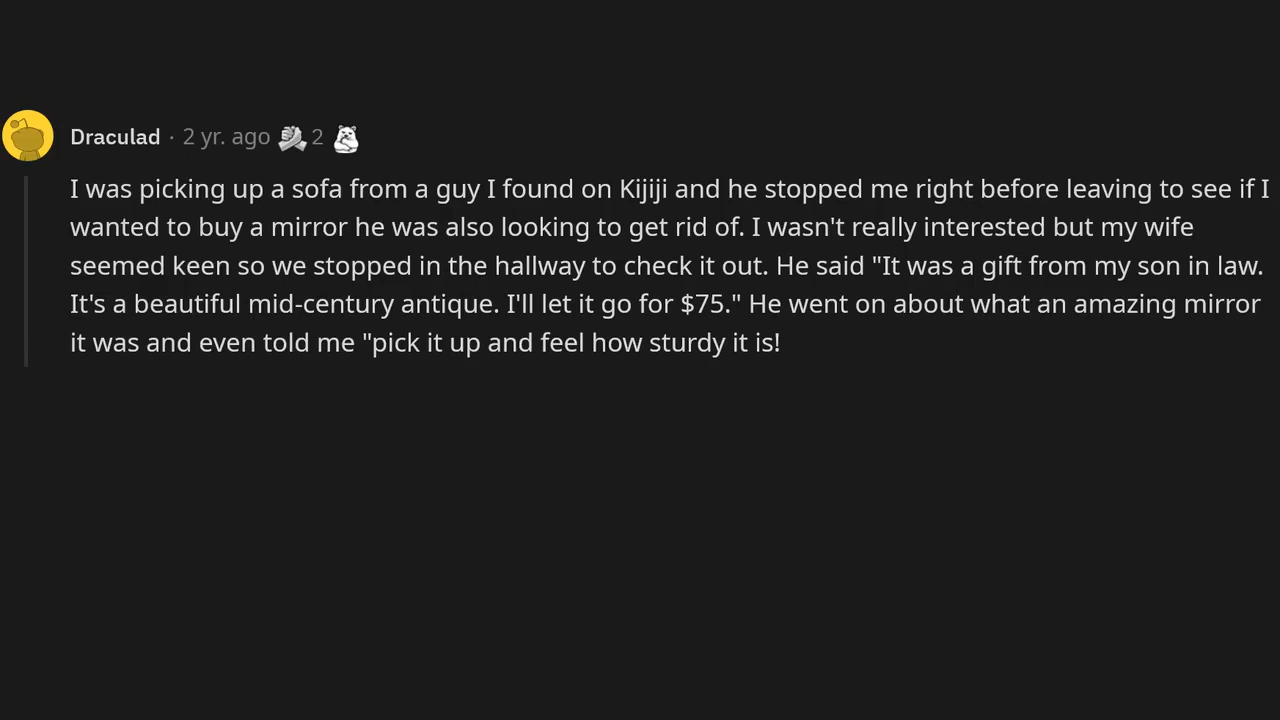 Draculad · 2 yr. ago 2
I was picking up a sofa from a guy I found on Kijiji and he stopped me right before leaving to see if I
wanted to buy a mirror he was also looking to get rid of. I wasn't really interested but my wife
seemed keen so we stopped in the hallway to check it out. He said "It was a gift from my son in law.
It's a beautiful mid-century antique. I'll let it go for $75." He went on about what an amazing mirror
it was and even told me "pick it up and feel how sturdy it is!